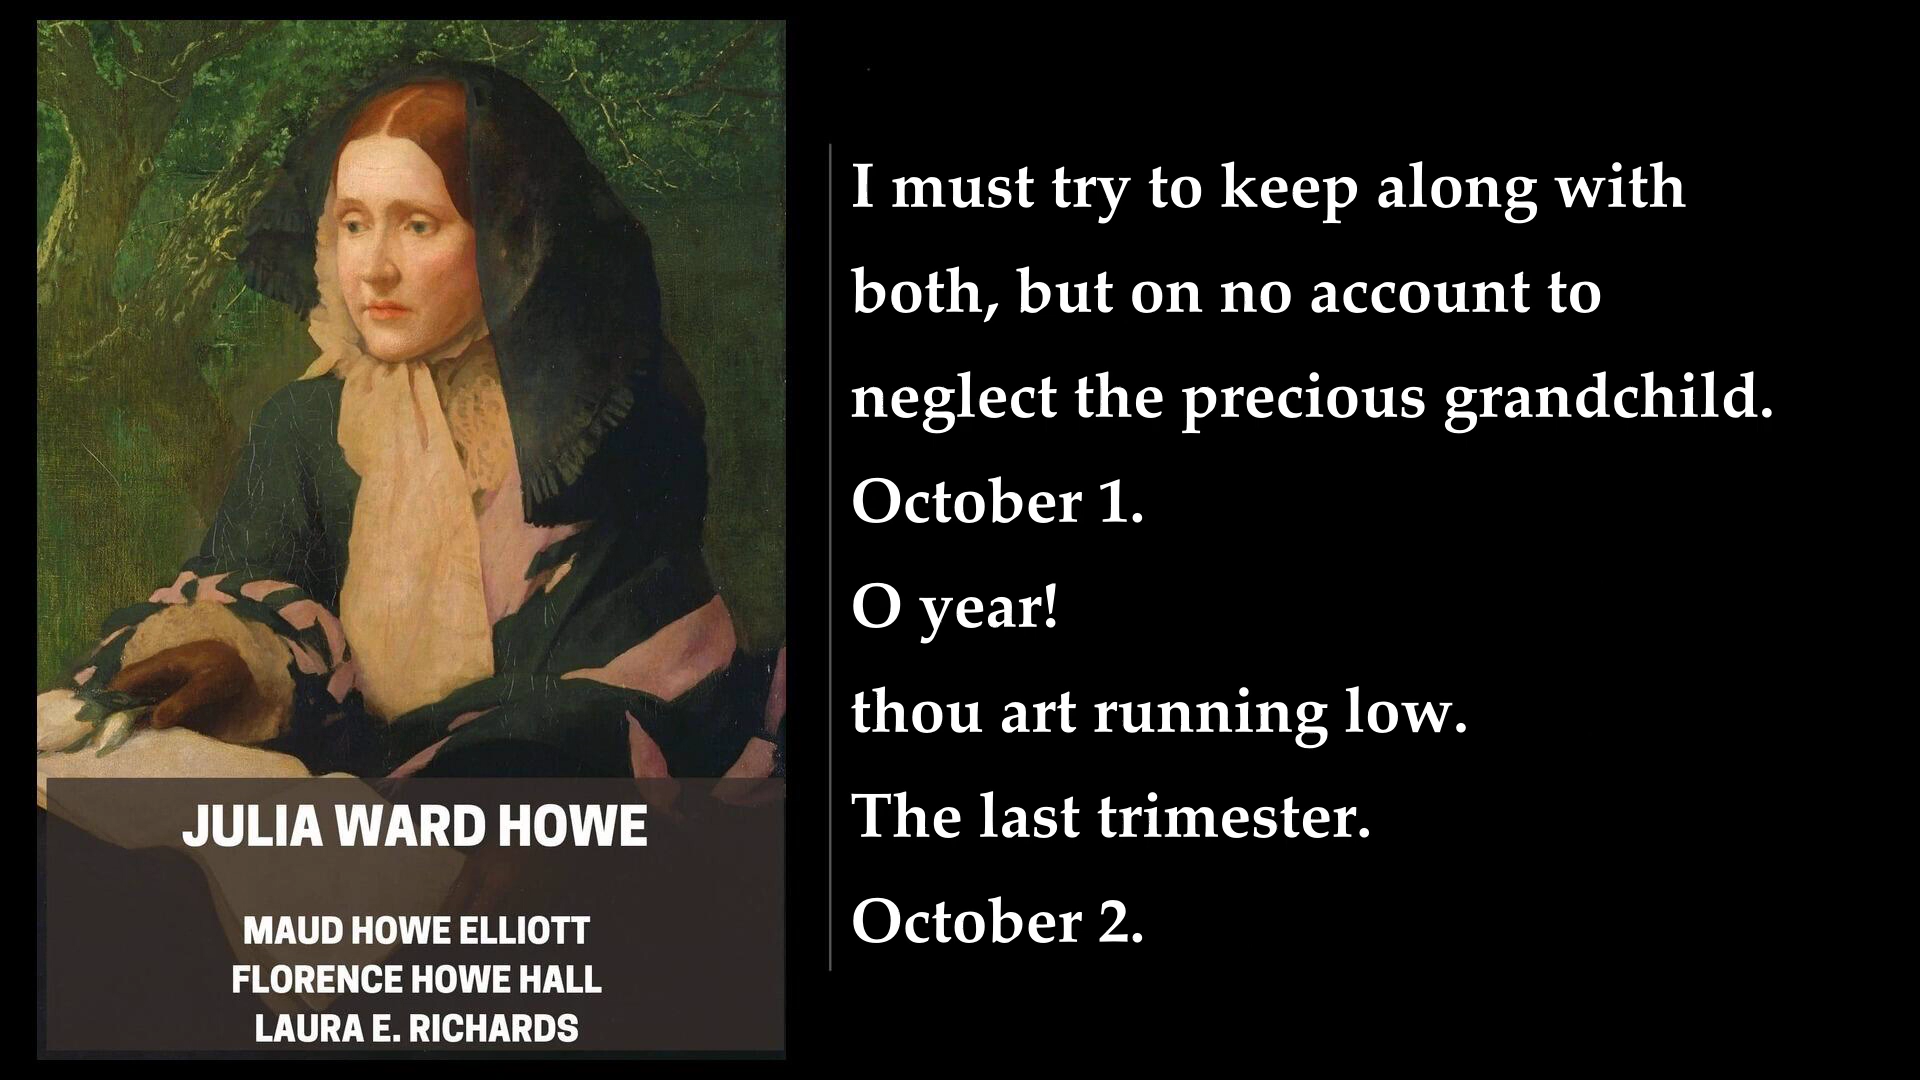 JULIA WARD HOWE
MAUD HOWE ELLIOTT
FLORENCE HOWE HALL
LAURA E. RICHARDS
I must try to keep along with
both, but on no account to
neglect the precious grandchild.
October 1.
O year!
thou art running low.
The last trimester.
October 2.